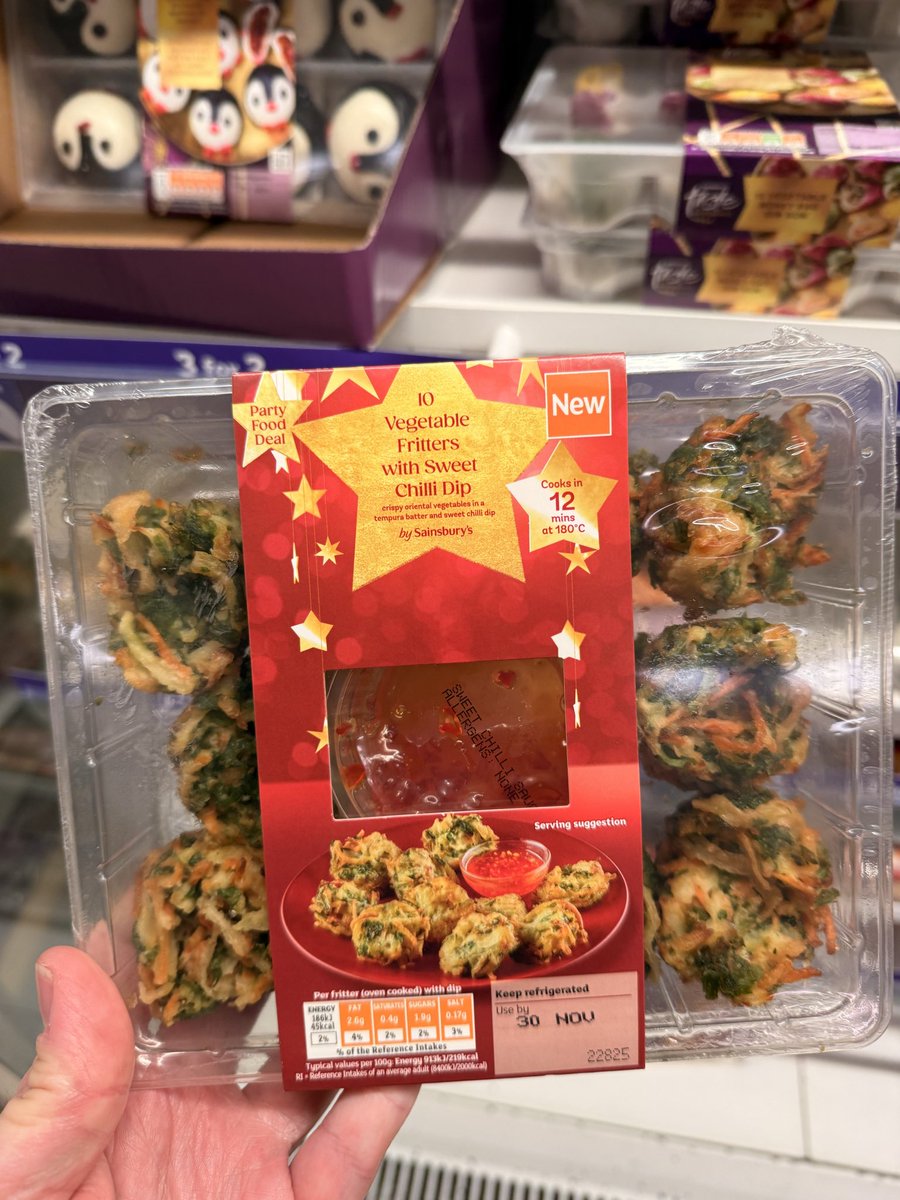 3 for 2
Party
Food
Deal
10
Vegetable
Fritters
with Sweet
Chilli Dip
crispy oriental vegetables in a
tempura batter and sweet chilli dip
by Sainsbury's
New
Cooks in
12
mins
at 180°C
SWEET CHILLI SAU
ALLERGENS: NONE
Serving suggestion
Per fritter (oven cooked) with dip
ENERGY
186kJ
45kcal
2%
FAT
2.6g
4%
SATURATES
0.4g
2%
SUGARS
1.9g
2%
SALT
0.17g
3%
% of the Reference Intakes
Typical values per 100g: Energy 913kJ/219kcal
RI = Reference Intakes of an average adult (8400kJ/2000kcal)
Keep refrigerated
Use by
30 NOV
22825